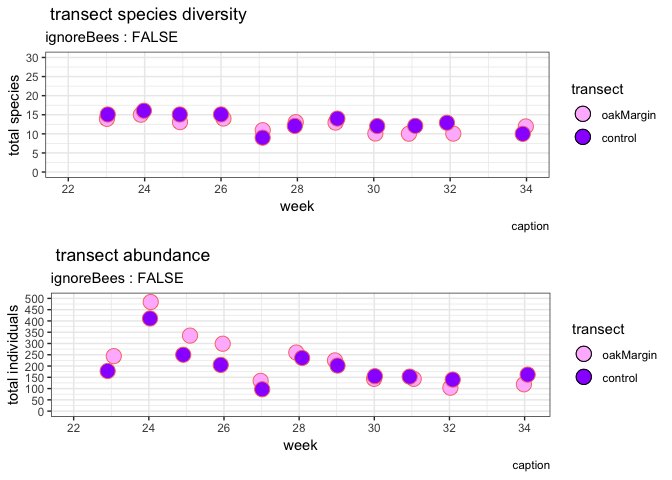 transect species diversity
ignoreBees : FALSE
total species
30
25
20
15
10
5
0
22 24 26 28 30 32 34
week
transect
oakMargin
control
caption
transect abundance
ignoreBees : FALSE
total individuals
500
450
400
350
300
250
200
150
100
50
0
22 24 26 28 30 32 34
week
transect
oakMargin
control
caption